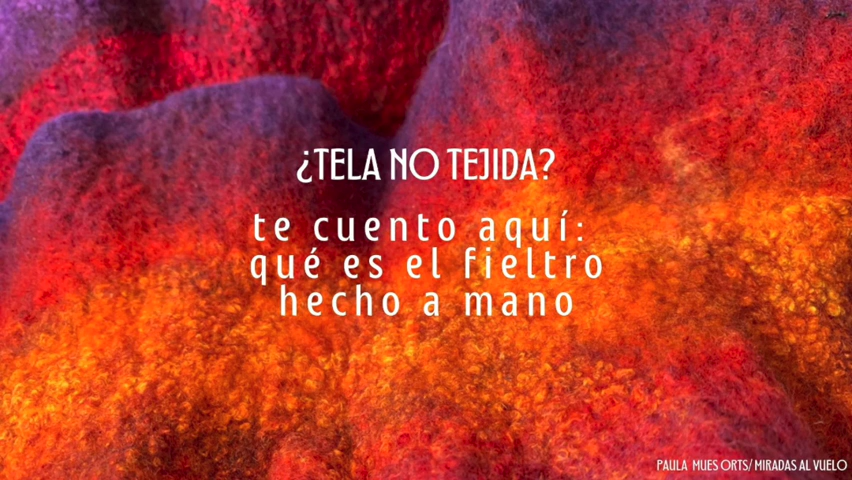 ¿TELA NO TEJIDA?
te cuento aquí:
qué es el fieltro
hecho a mano
PAULA MUES ORTS/ MIRADAS AL VUELO